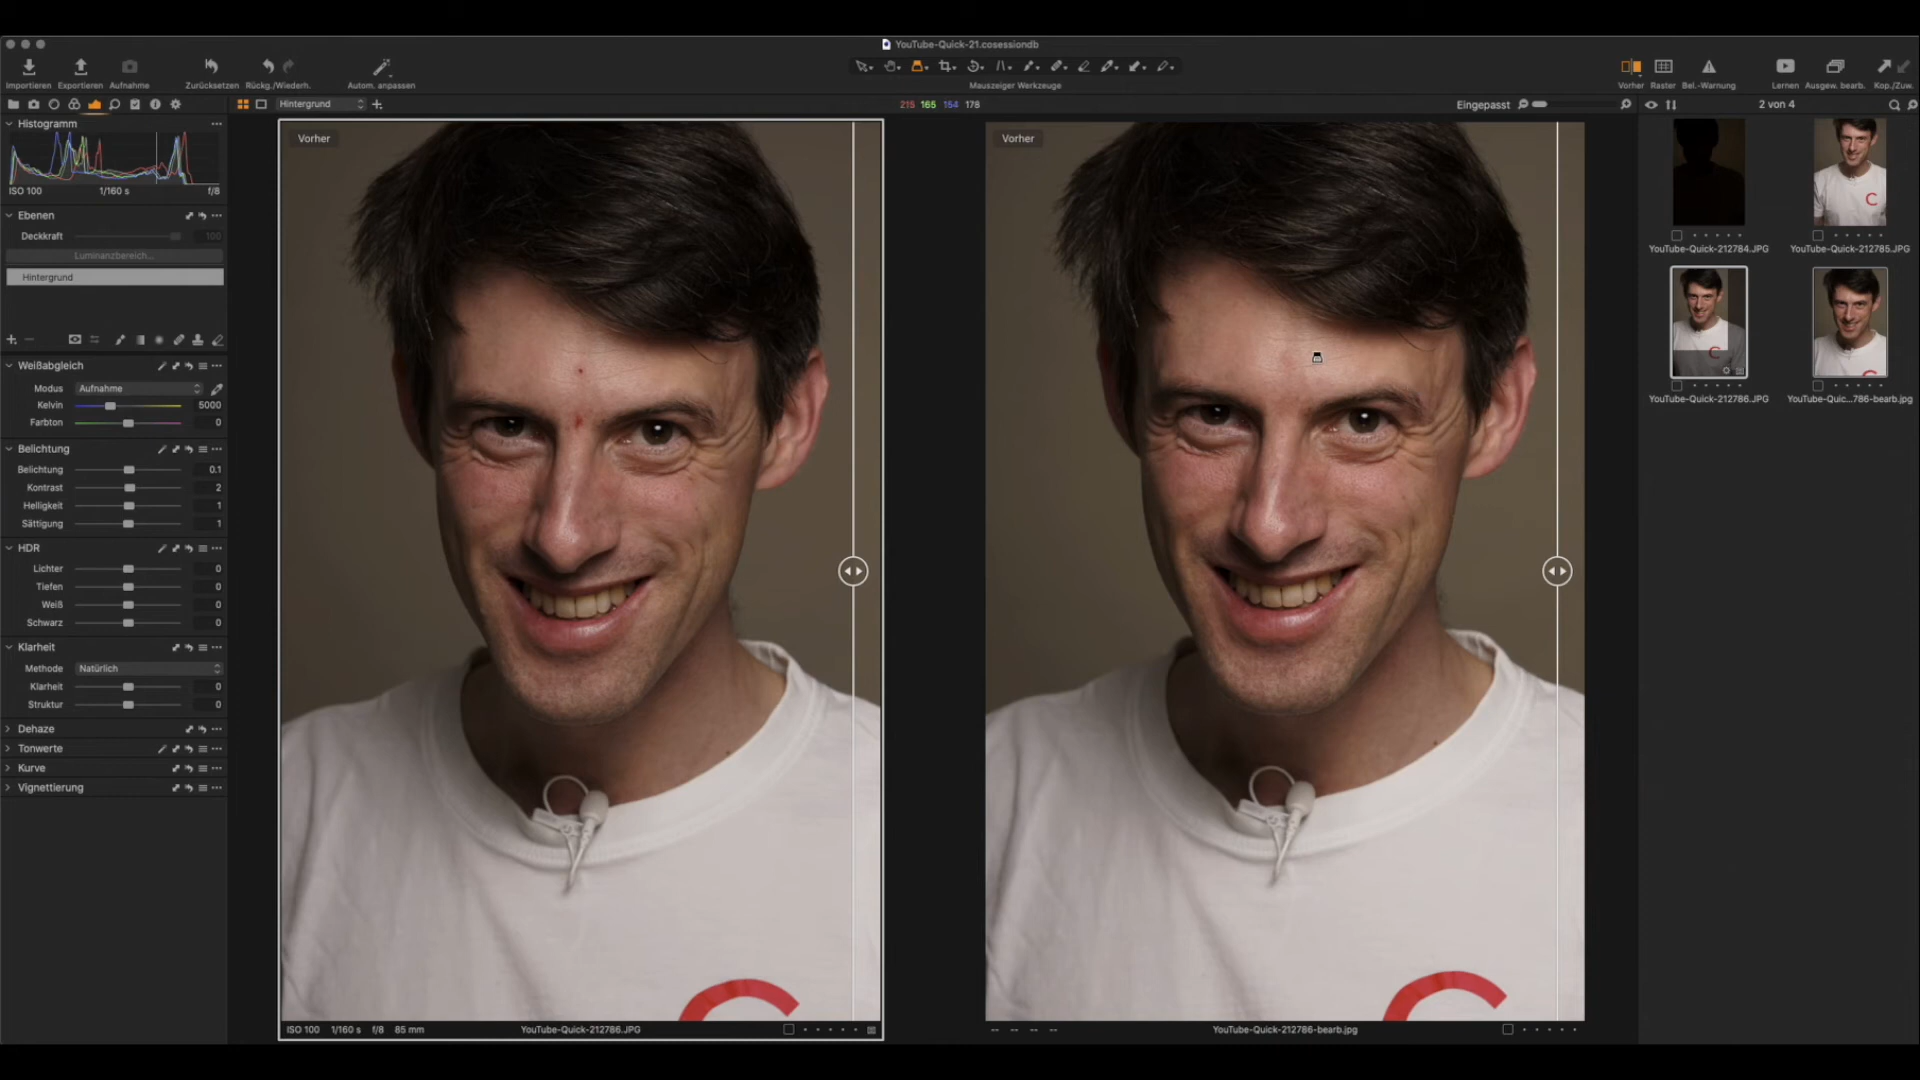 YouTube-Quick-21.cosessiondb
Importieren Exportieren Aufnahme Zurücksetzen Rückg./Wiederh. Autom. anpassen Mauszeiger Werkzeuge Vorher Raster Bel.-Warnung Lernen Ausgew. bearb. Kop./Zuw.
Hintergrund 215 165 154 178 Eingepasst 2 von 4
Histogramm
ISO 100 1/160 s f/8
Ebenen
Deckkraft 100
Luminanzbereich...
Hintergrund
Weißabgleich
Modus Aufnahme
Kelvin 5000
Farbton 0
Belichtung
Belichtung 0.1
Kontrast 2
Helligkeit 1
Sättigung 1
HDR
Lichter 0
Tiefen 0
Weiß 0
Schwarz 0
Klarheit
Methode Natürlich
Klarheit 0
Struktur 0
Dehaze
Tonwerte
Kurve
Vignettierung
Vorher
ISO 100 1/160 s f/8 85 mm YouTube-Quick-212786.JPG
Vorher
-- -- -- -- YouTube-Quick-212786-bearb.jpg
C
YouTube-Quick-212784.JPG YouTube-Quick-212785.JPG
C
YouTube-Quick-212786.JPG YouTube-Quic...786-bearb.jpg